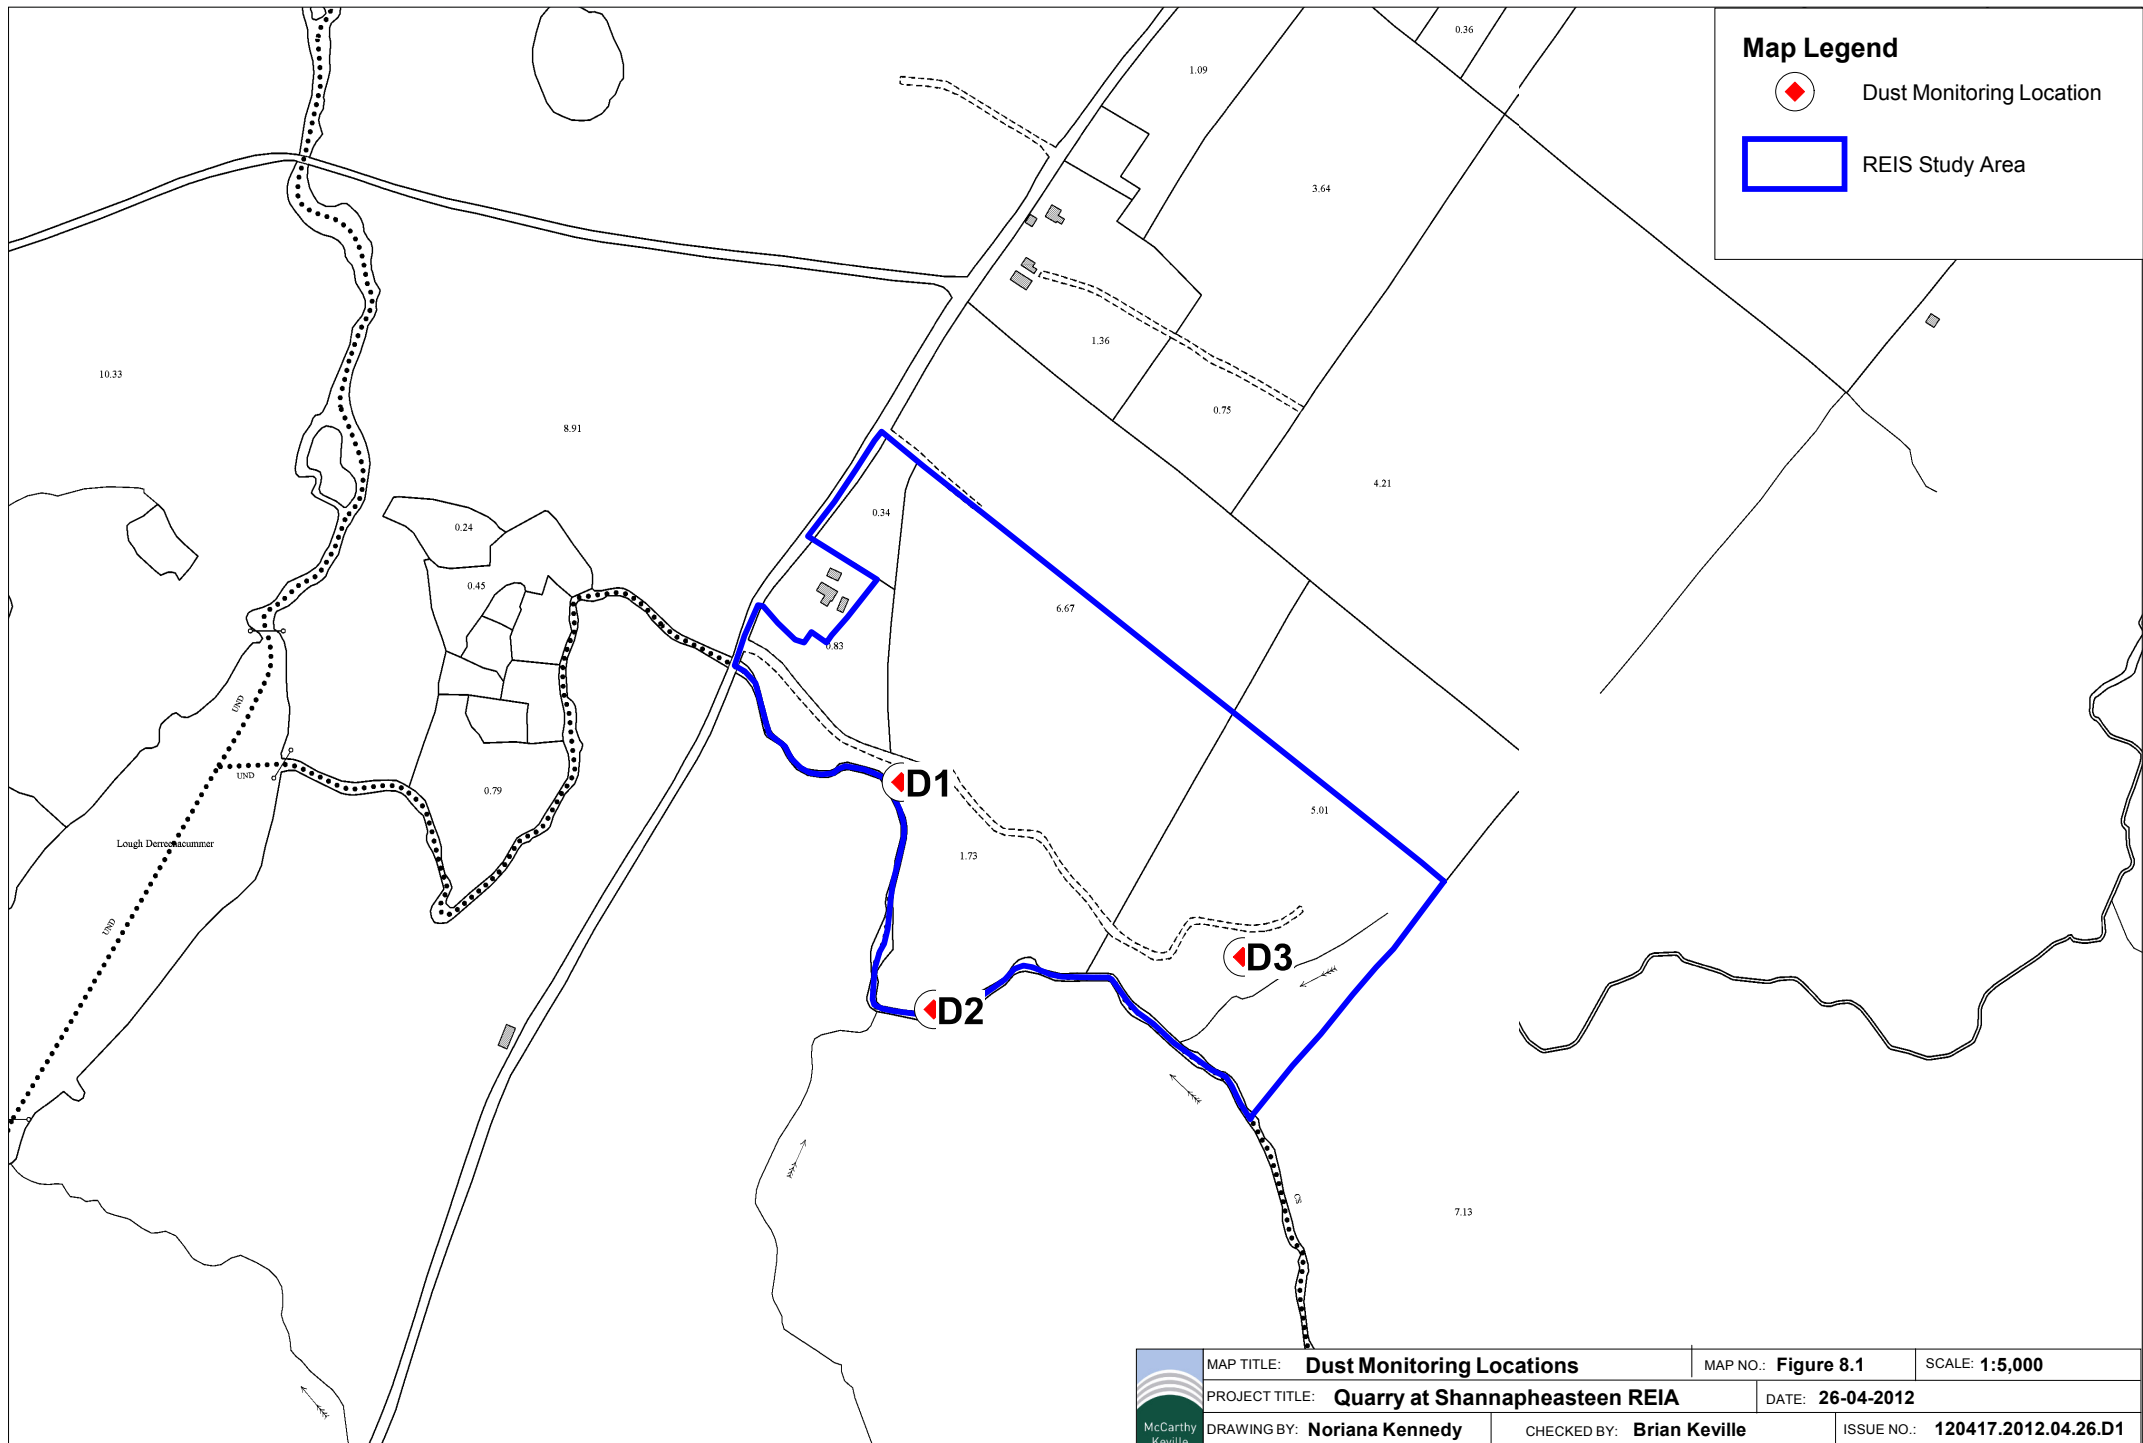 Map Legend
Dust Monitoring Location
REIS Study Area
0.36
1.09
3.64
1.36
10.33
0.75
8.91
4.21
0.34
0.24
0.45
6.67
0.83
UND
UND
0.79
5.01
D1
Lough Derreenacummer
1.73
UND
D3
D2
CS
7.13
MAP TITLE: Dust Monitoring Locations
MAP NO.: Figure 8.1
SCALE: 1:5,000
PROJECT TITLE: Quarry at Shannapheasteen REIA
DATE: 26-04-2012
McCarthy
Keville
DRAWING BY: Noriana Kennedy
CHECKED BY: Brian Keville
ISSUE NO.: 120417.2012.04.26.D1